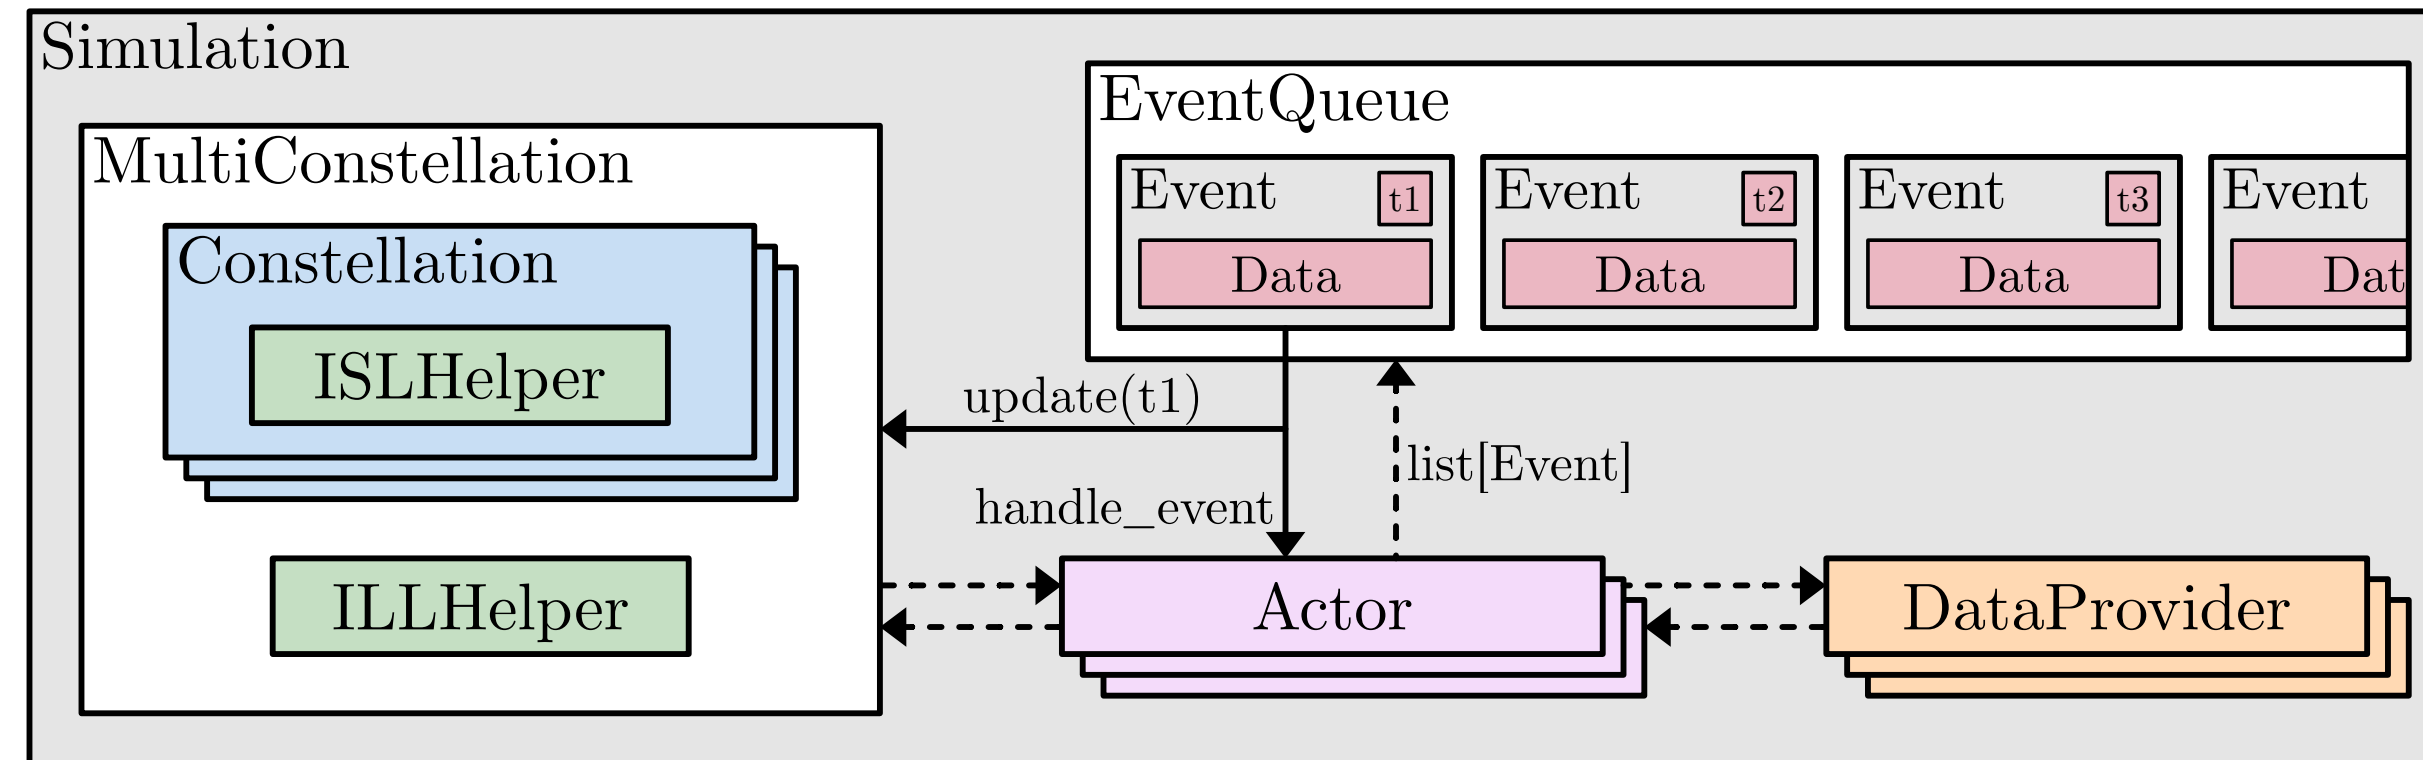 Simulation
EventQueue
MultiConstellation
Event t1 Event t2 Event t3 Event
Constellation
Data Data Data Dat
ISLHelper
update(t1)
list[Event]
handle_event
ILLHelper Actor DataProvider